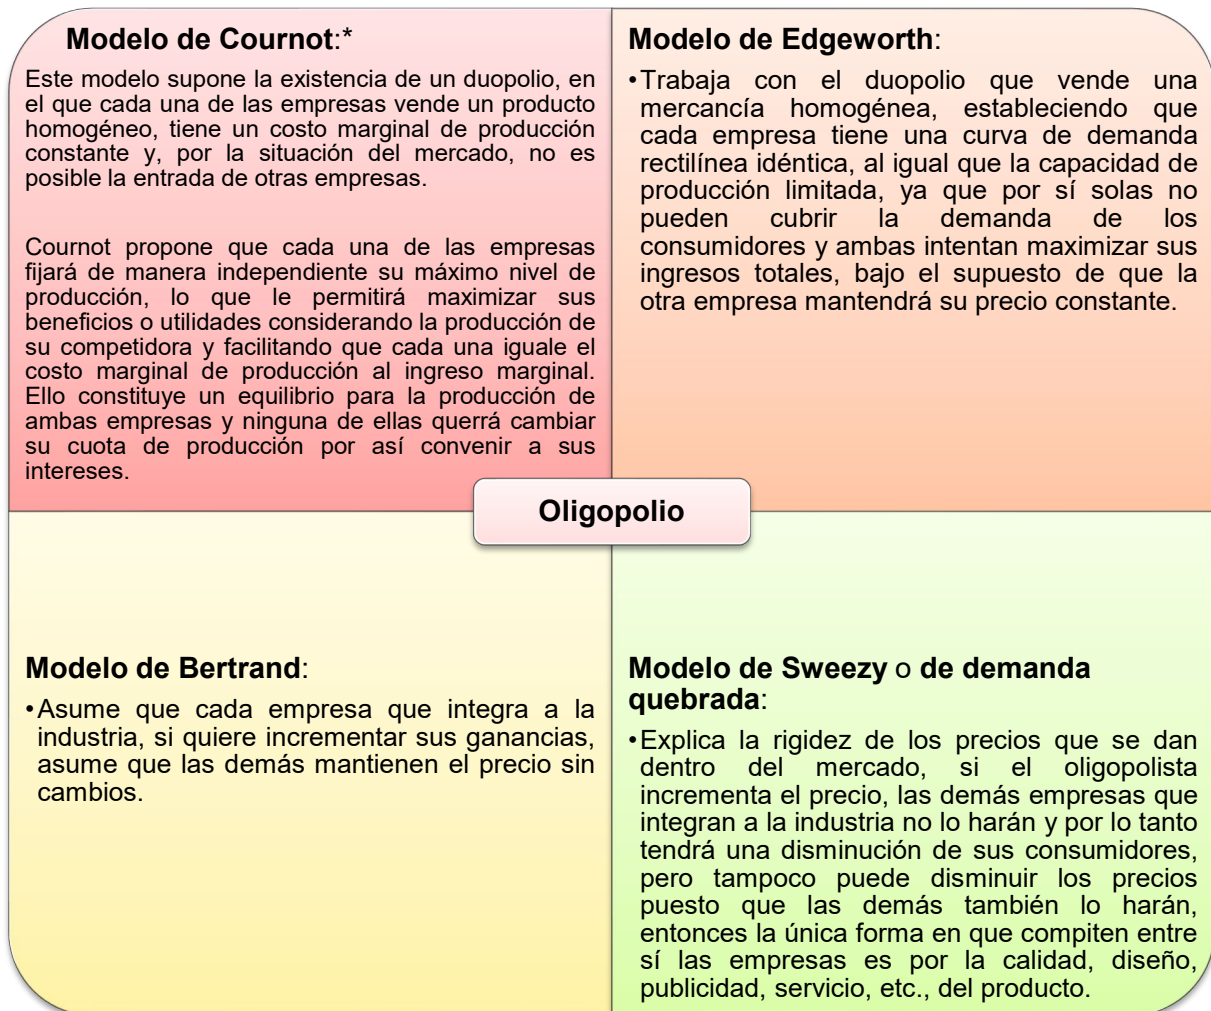 Modelo de Cournot:*
Este modelo supone la existencia de un duopolio, en
el que cada una de las empresas vende un producto
homogéneo, tiene un costo marginal de producción
constante y, por la situación del mercado, no es
posible la entrada de otras empresas.
Cournot propone que cada una de las empresas
fijará de manera independiente su máximo nivel de
producción, lo que le permitirá maximizar sus
beneficios o utilidades considerando la producción de
su competidora y facilitando que cada una iguale el
costo marginal de producción al ingreso marginal.
Ello constituye un equilibrio para la producción de
ambas empresas y ninguna de ellas querrá cambiar
su cuota de producción por así convenir a sus
intereses.
Modelo de Edgeworth:
•Trabaja con el duopolio que vende una
mercancía homogénea, estableciendo que
cada empresa tiene una curva de demanda
rectilínea idéntica, al igual que la capacidad de
producción limitada, ya que por sí solas no
pueden cubrir la demanda de los
consumidores y ambas intentan maximizar sus
ingresos totales, bajo el supuesto de que la
otra empresa mantendrá su precio constante.
Oligopolio
Modelo de Bertrand:
•Asume que cada empresa que integra a la
industria, si quiere incrementar sus ganancias,
asume que las demás mantienen el precio sin
cambios.
Modelo de Sweezy o de demanda
quebrada:
•Explica la rigidez de los precios que se dan
dentro del mercado, si el oligopolista
incrementa el precio, las demás empresas que
integran a la industria no lo harán y por lo tanto
tendrá una disminución de sus consumidores,
pero tampoco puede disminuir los precios
puesto que las demás también lo harán,
entonces la única forma en que compiten entre
sí las empresas es por la calidad, diseño,
publicidad, servicio, etc., del producto.